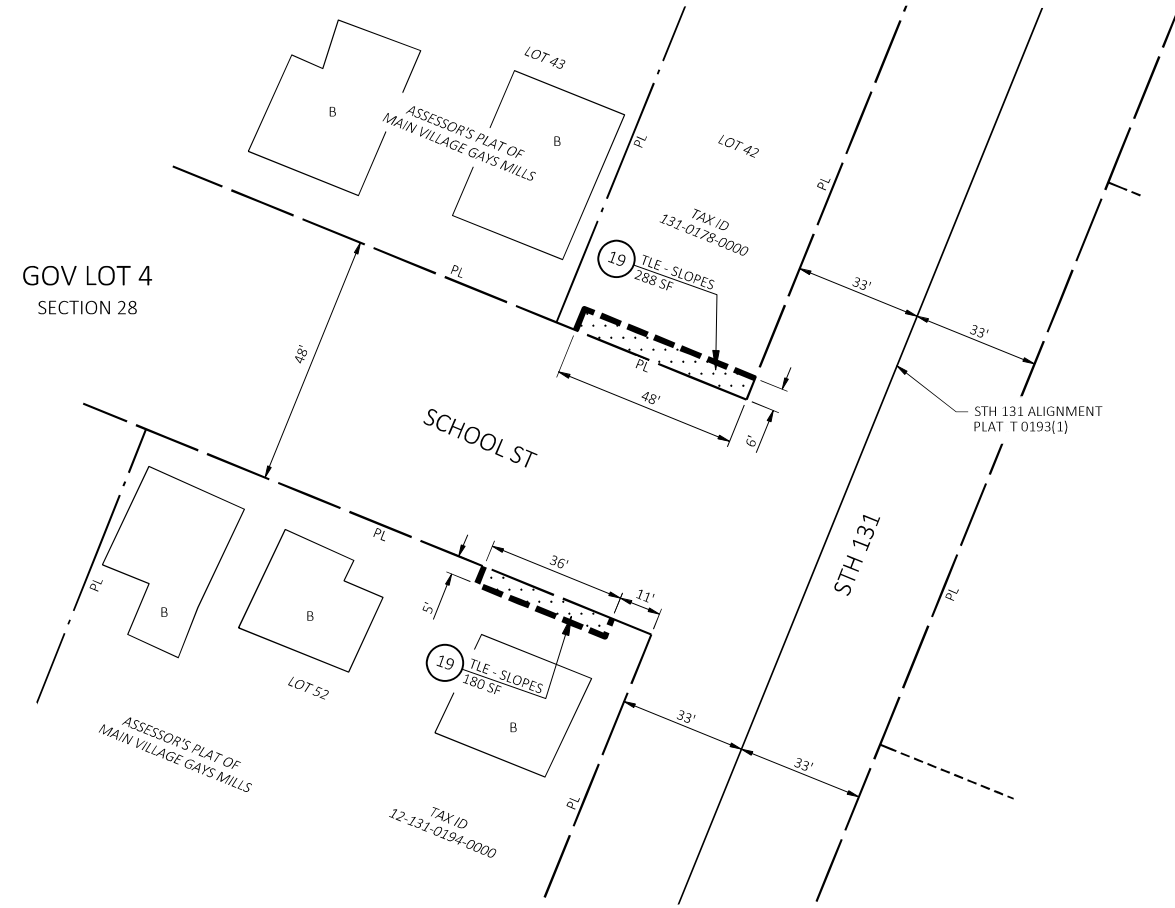 LOT 43
B
ASSESSOR'S PLAT OF
MAIN VILLAGE GAYS MILLS
B
PL
LOT 42
PL
TAX ID
131-0178-0000
19
TLE - SLOPES
288 SF
GOV LOT 4
SECTION 28
PL
33'
33'
48'
PL
48'
6'
STH 131 ALIGNMENT
PLAT T 0193(1)
SCHOOL ST
STH 131
PL
PL
36'
11'
5'
PL
B
B
19
TLE - SLOPES
180 SF
LOT 52
B
33'
33'
ASSESSOR'S PLAT OF
MAIN VILLAGE GAYS MILLS
PL
TAX ID
12-131-0194-0000